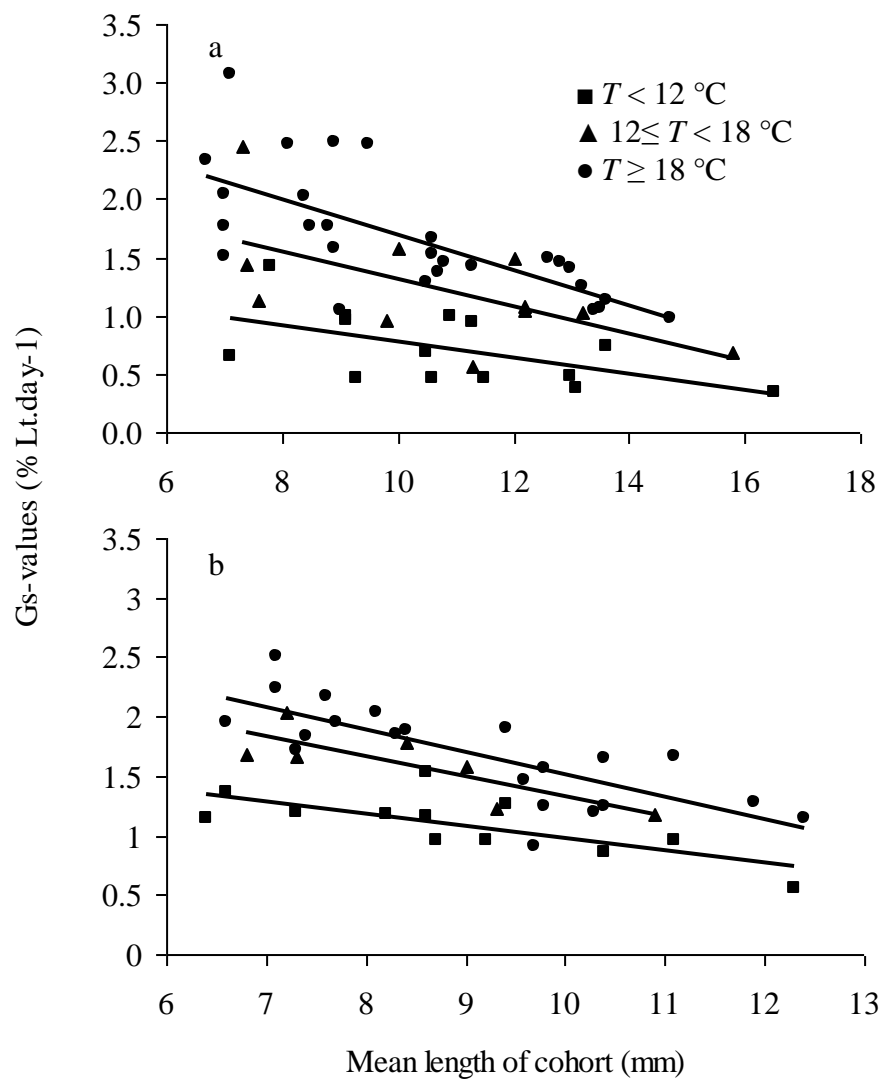 3.5
a
3.0
T < 12 °C
2.5
12≤ T < 18 °C
T ≥ 18 °C
2.0
1.5
1.0
0.5
0.0
6 8 10 12 14 16 18
Gs-values (% Lt.day-1)
3.5
b
3
2.5
2
1.5
1
0.5
0
6 7 8 9 10 11 12 13
Mean length of cohort (mm)